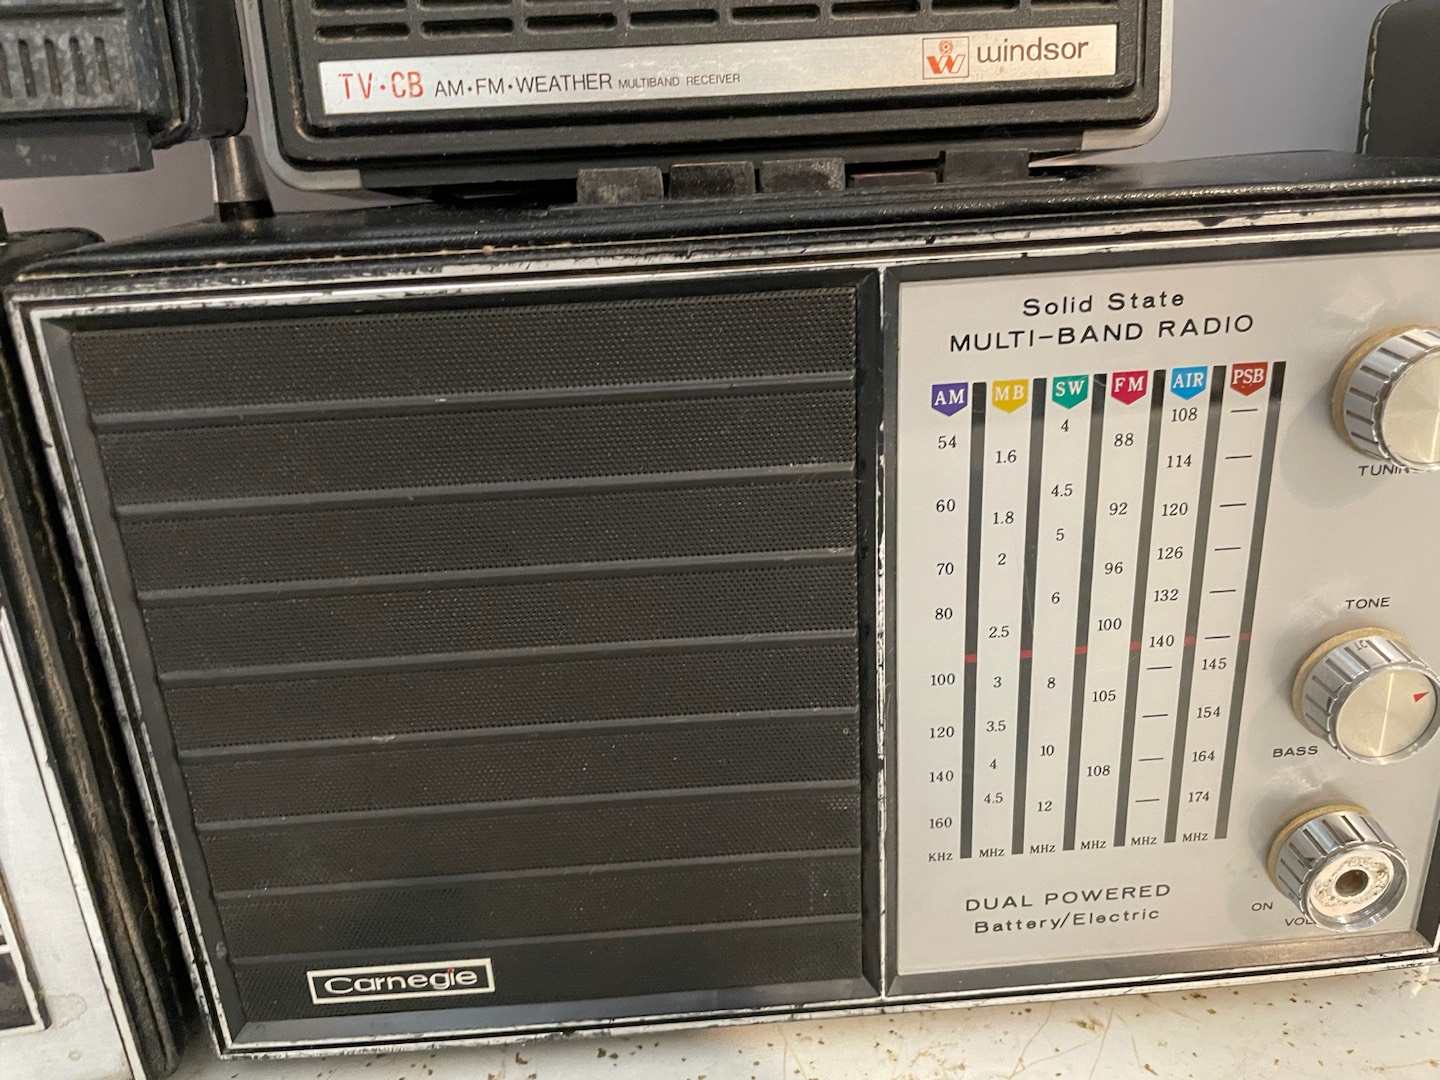 TV·CB AM·FM·WEATHER MULTIBAND RECEIVER
windsor
Solid State
MULTI-BAND RADIO
AM MB SW FM AIR PSB
54 1.6 4 88 108 —
60 1.8 4.5 92 114 —
70 2 5 96 120 —
80 2.5 6 100 126 —
100 3 8 105 132 —
120 3.5 10 108 140 —
140 4 12 — 145
160 4.5 — 154
— 164
— 174
KHz MHz MHz MHz MHz MHz
DUAL POWERED
Battery/Electric
TONE
BASS
ON
Carnegie